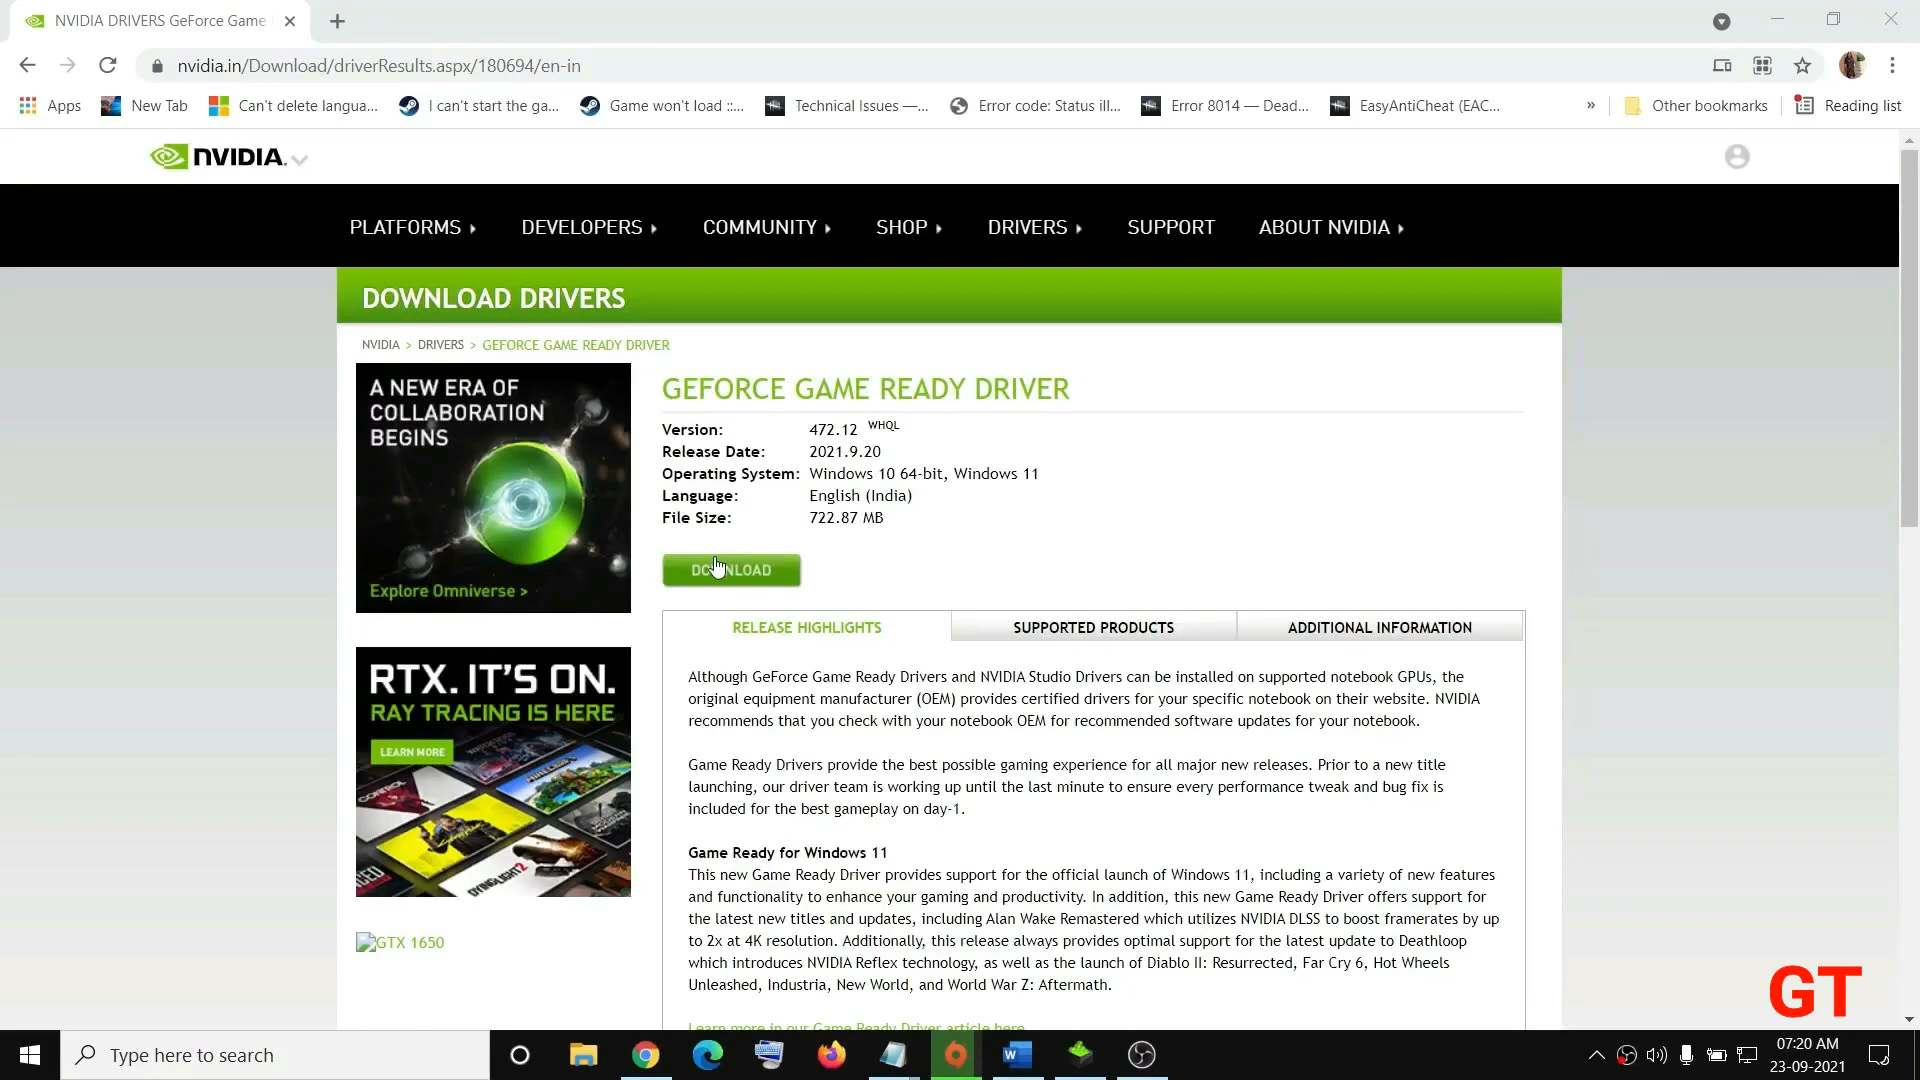 NVIDIA DRIVERS GeForce Game
nvidia.in/Download/driverResults.aspx/180694/en-in
Apps New Tab Can't delete langua... I can't start the ga... Game won't load ::... Technical Issues —... Error code: Status ill... Error 8014 — Dead... EasyAntiCheat (EAC... » Other bookmarks Reading list
NVIDIA.
PLATFORMS DEVELOPERS COMMUNITY SHOP DRIVERS SUPPORT ABOUT NVIDIA
DOWNLOAD DRIVERS
NVIDIA > DRIVERS > GEFORCE GAME READY DRIVER
A NEW ERA OF
COLLABORATION
BEGINS
Explore Omniverse >
GEFORCE GAME READY DRIVER
Version: 472.12 WHQL
Release Date: 2021.9.20
Operating System: Windows 10 64-bit, Windows 11
Language: English (India)
File Size: 722.87 MB
DOWNLOAD
RTX. IT'S ON.
RAY TRACING IS HERE
LEARN MORE
CONTROL
MINECRAFT
DYINGLIGHT2
GTX 1650
RELEASE HIGHLIGHTS SUPPORTED PRODUCTS ADDITIONAL INFORMATION
Although GeForce Game Ready Drivers and NVIDIA Studio Drivers can be installed on supported notebook GPUs, the
original equipment manufacturer (OEM) provides certified drivers for your specific notebook on their website. NVIDIA
recommends that you check with your notebook OEM for recommended software updates for your notebook.
Game Ready Drivers provide the best possible gaming experience for all major new releases. Prior to a new title
launching, our driver team is working up until the last minute to ensure every performance tweak and bug fix is
included for the best gameplay on day-1.
Game Ready for Windows 11
This new Game Ready Driver provides support for the official launch of Windows 11, including a variety of new features
and functionality to enhance your gaming and productivity. In addition, this new Game Ready Driver offers support for
the latest new titles and updates, including Alan Wake Remastered which utilizes NVIDIA DLSS to boost framerates by up
to 2x at 4K resolution. Additionally, this release always provides optimal support for the latest update to Deathloop
which introduces NVIDIA Reflex technology, as well as the launch of Diablo II: Resurrected, Far Cry 6, Hot Wheels
Unleashed, Industria, New World, and World War Z: Aftermath.
Learn more in our Game Ready Driver article here
GT
Type here to search
07:20 AM
23-09-2021